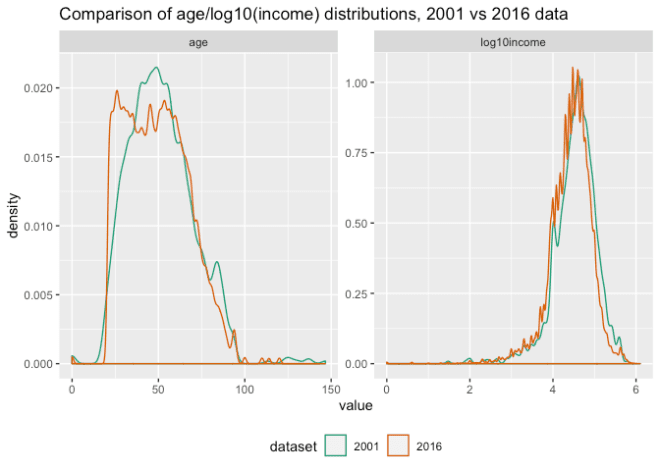 Comparison of age/log10(income) distributions, 2001 vs 2016 data
age
log10income
0.020
0.015
0.010
0.005
0.000
1.00
0.75
0.50
0.25
0.00
density
0 50 100 150
0 2 4 6
value
dataset 2001 2016